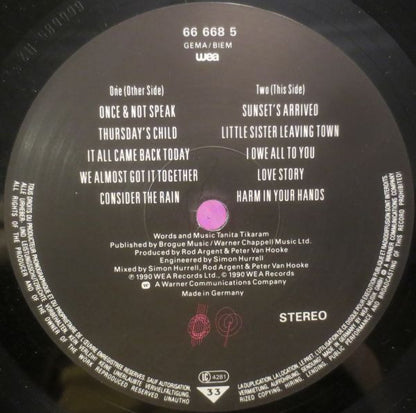 66 668 5
GEMA/BIEM
wea
One (Other Side)
ONCE & NOT SPEAK
THURSDAY'S CHILD
IT ALL CAME BACK TODAY
WE ALMOST GOT IT TOGETHER
CONSIDER THE RAIN
Two (This Side)
SUNSET'S ARRIVED
LITTLE SISTER LEAVING TOWN
I OWE ALL TO YOU
LOVE STORY
HARM IN YOUR HANDS
Words and Music Tanita Tikaram
Published by Brogue Music / Warner Chappell Music Ltd.
Produced by Rod Argent & Peter Van Hooke
Engineered by Simon Hurrell
Mixed by Simon Hurrell, Rod Argent & Peter Van Hooke
℗ 1990 WEA Records Ltd., © 1990 WEA Records
A Warner Communications Company
Made in Germany
STEREO
LC 4281
33